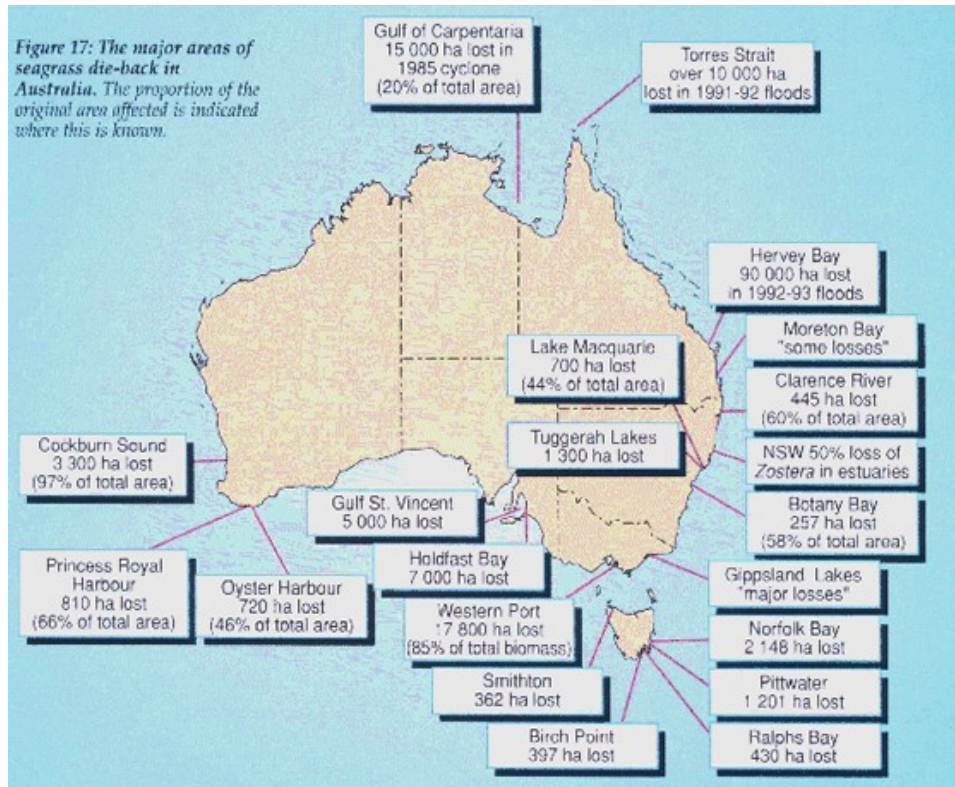 Figure 17: The major areas of
seagrass die-back in
Australia. The proportion of the
original area affected is indicated
where this is known.
Gulf of Carpentaria
15 000 ha lost in
1985 cyclone
(20% of total area)
Torres Strait
over 10 000 ha
lost in 1991-92 floods
Hervey Bay
90 000 ha lost
in 1992-93 floods
Moreton Bay
"some losses"
Lake Macquarie
700 ha lost
(44% of total area)
Clarence River
445 ha lost
(60% of total area)
Tuggerah Lakes
1 300 ha lost
NSW 50% loss of
Zostera in estuaries
Cockburn Sound
3 300 ha lost
(97% of total area)
Gulf St. Vincent
5 000 ha lost
Botany Bay
257 ha lost
(58% of total area)
Holdfast Bay
7 000 ha lost
Princess Royal
Harbour
810 ha lost
(66% of total area)
Oyster Harbour
720 ha lost
(46% of total area)
Gippsland Lakes
"major losses"
Western Port
17 800 ha lost
(85% of total biomass)
Norfolk Bay
2 148 ha lost
Smithton
362 ha lost
Pittwater
1 201 ha lost
Birch Point
397 ha lost
Ralphs Bay
430 ha lost